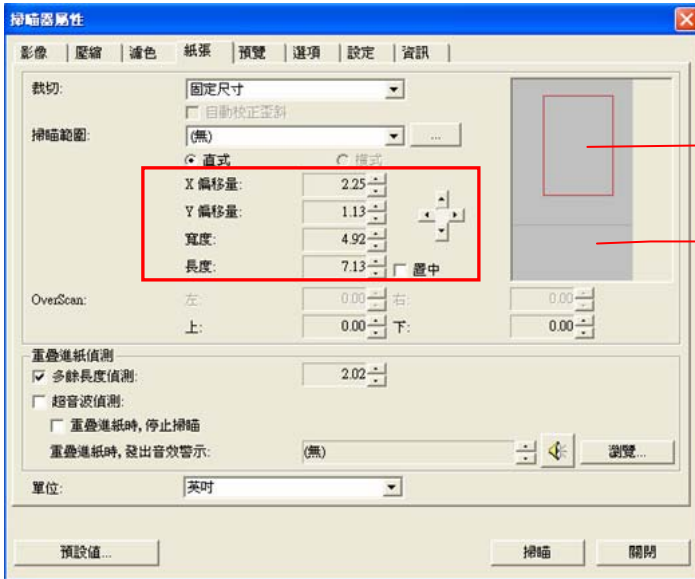 掃瞄器屬性
影像 壓縮 濾色 紙張 預覽 選項 設定 資訊
裁切: 固定尺寸
自動校正歪斜
掃瞄範圍: (無) ...
直式 橫式
X 偏移量: 2.25
Y 偏移量: 1.13
寬度: 4.92
長度: 7.13 置中
OverScan: 左: 0.00 右: 0.00
上: 0.00 下: 0.00
重疊進紙偵測
多餘長度偵測: 2.02
超音波偵測:
重疊進紙時, 停止掃瞄
重疊進紙時, 發出音效警示: (無) 瀏覽...
單位: 英吋
預設值... 掃瞄 關閉